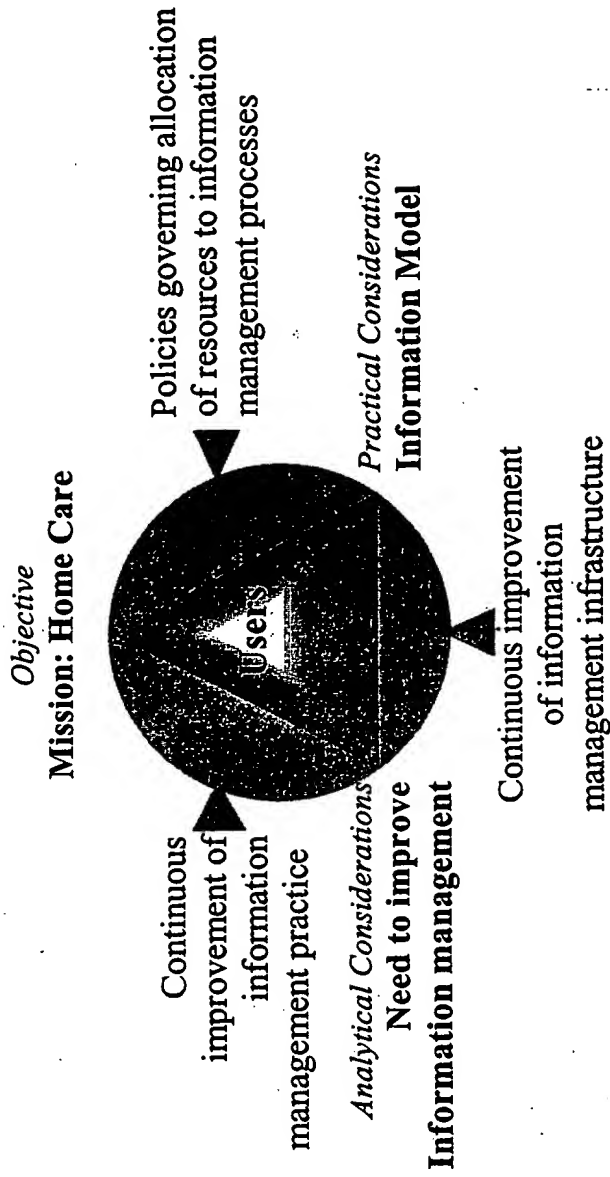 Objective
Mission: Home Care
Continuous
improvement of
information
management practice
Policies governing allocation
of resources to information
management processes
Users
Analytical Considerations
Need to improve
Information management
Practical Considerations
Information Model
Continuous improvement
of information
management infrastructure